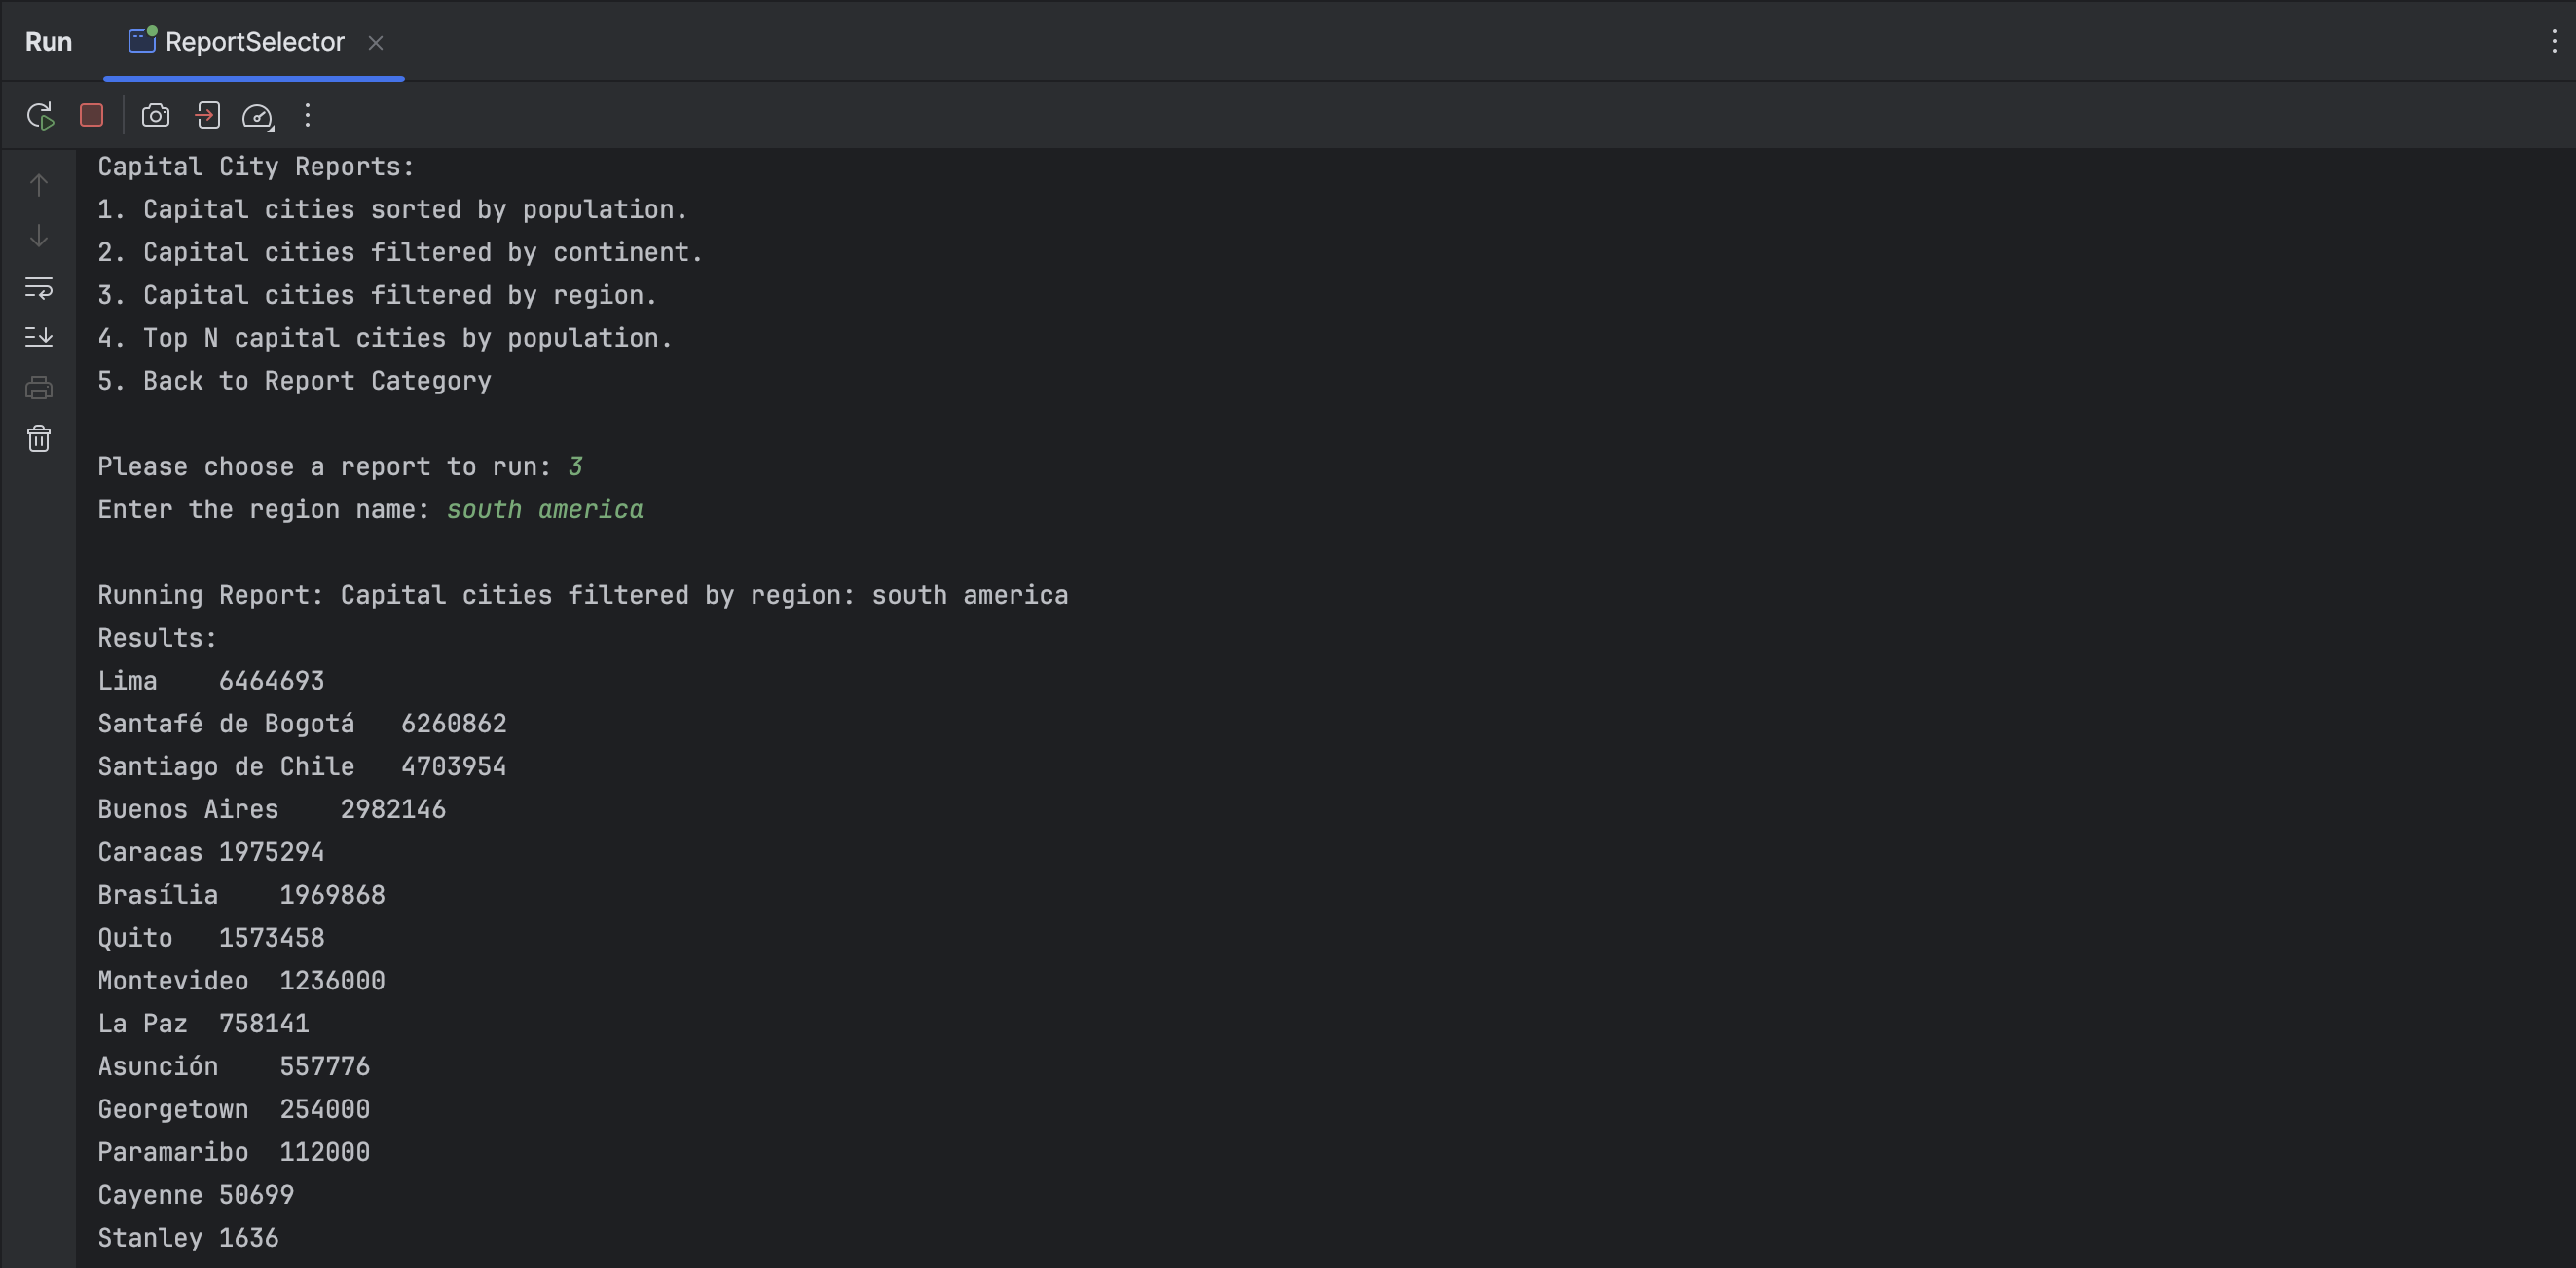 Run ReportSelector
Capital City Reports:
1. Capital cities sorted by population.
2. Capital cities filtered by continent.
3. Capital cities filtered by region.
4. Top N capital cities by population.
5. Back to Report Category
Please choose a report to run: 3
Enter the region name: south america
Running Report: Capital cities filtered by region: south america
Results:
Lima    6464693
Santafé de Bogotá   6260862
Santiago de Chile   4703954
Buenos Aires    2982146
Caracas 1975294
Brasília    1969868
Quito   1573458
Montevideo  1236000
La Paz  758141
Asunción    557776
Georgetown  254000
Paramaribo  112000
Cayenne 50699
Stanley 1636